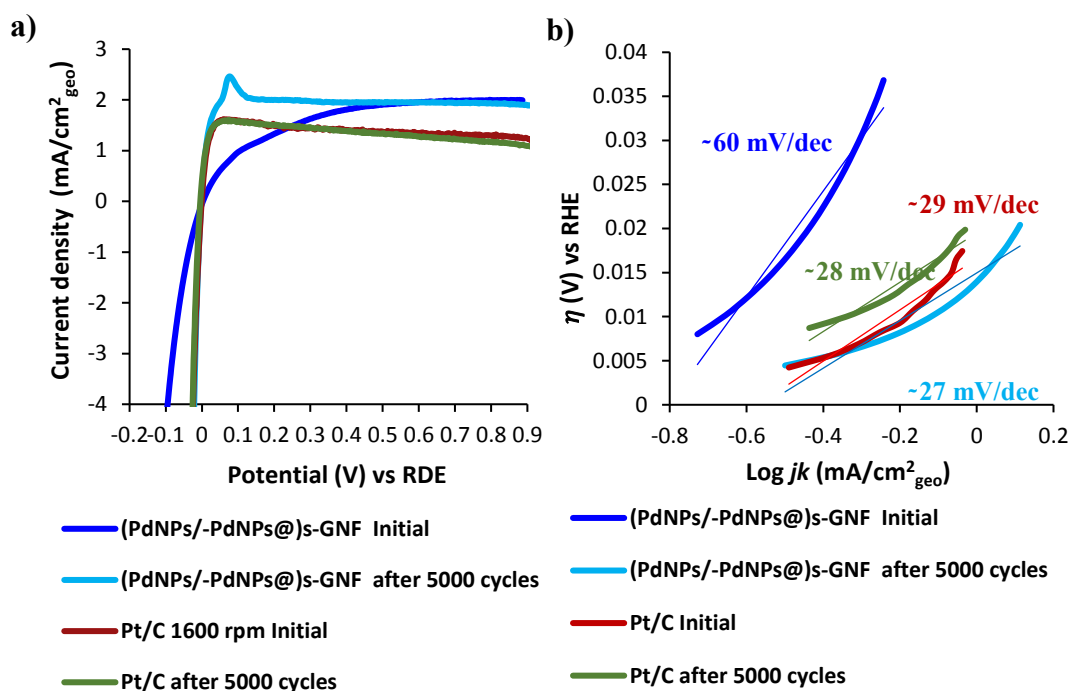 a)
Current density (mA/cm²geo)
3
2
1
0
-1
-2
-3
-4
-0.2 -0.1 0 0.1 0.2 0.3 0.4 0.5 0.6 0.7 0.8 0.9
Potential (V) vs RDE
(PdNPs/-PdNPs@)s-GNF Initial
(PdNPs/-PdNPs@)s-GNF after 5000 cycles
Pt/C 1600 rpm Initial
Pt/C after 5000 cycles
b)
η (V) vs RHE
0.04
0.035
0.03
0.025
0.02
0.015
0.01
0.005
0
~60 mV/dec
~29 mV/dec
~28 mV/dec
~27 mV/dec
-0.8 -0.6 -0.4 -0.2 0 0.2
Log jk (mA/cm²geo)
(PdNPs/-PdNPs@)s-GNF Initial
(PdNPs/-PdNPs@)s-GNF after 5000 cycles
Pt/C Initial
Pt/C after 5000 cycles